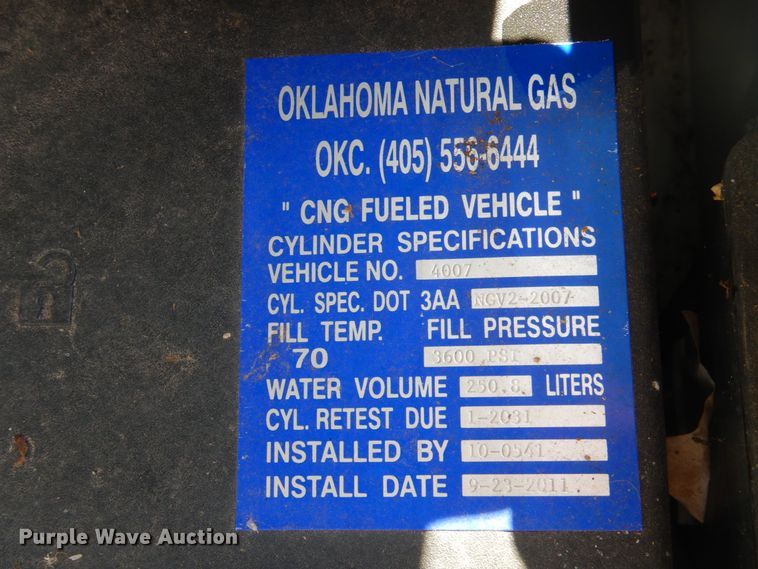 OKLAHOMA NATURAL GAS
OKC. (405) 556-6444
" CNG FUELED VEHICLE "
CYLINDER SPECIFICATIONS
VEHICLE NO. 4007
CYL. SPEC. DOT 3AA NGV2-2007
FILL TEMP. FILL PRESSURE
70 3600 PSI
WATER VOLUME 250.8 LITERS
CYL. RETEST DUE 1-2031
INSTALLED BY 10-0541
INSTALL DATE 9-23-2011
Purple Wave Auction